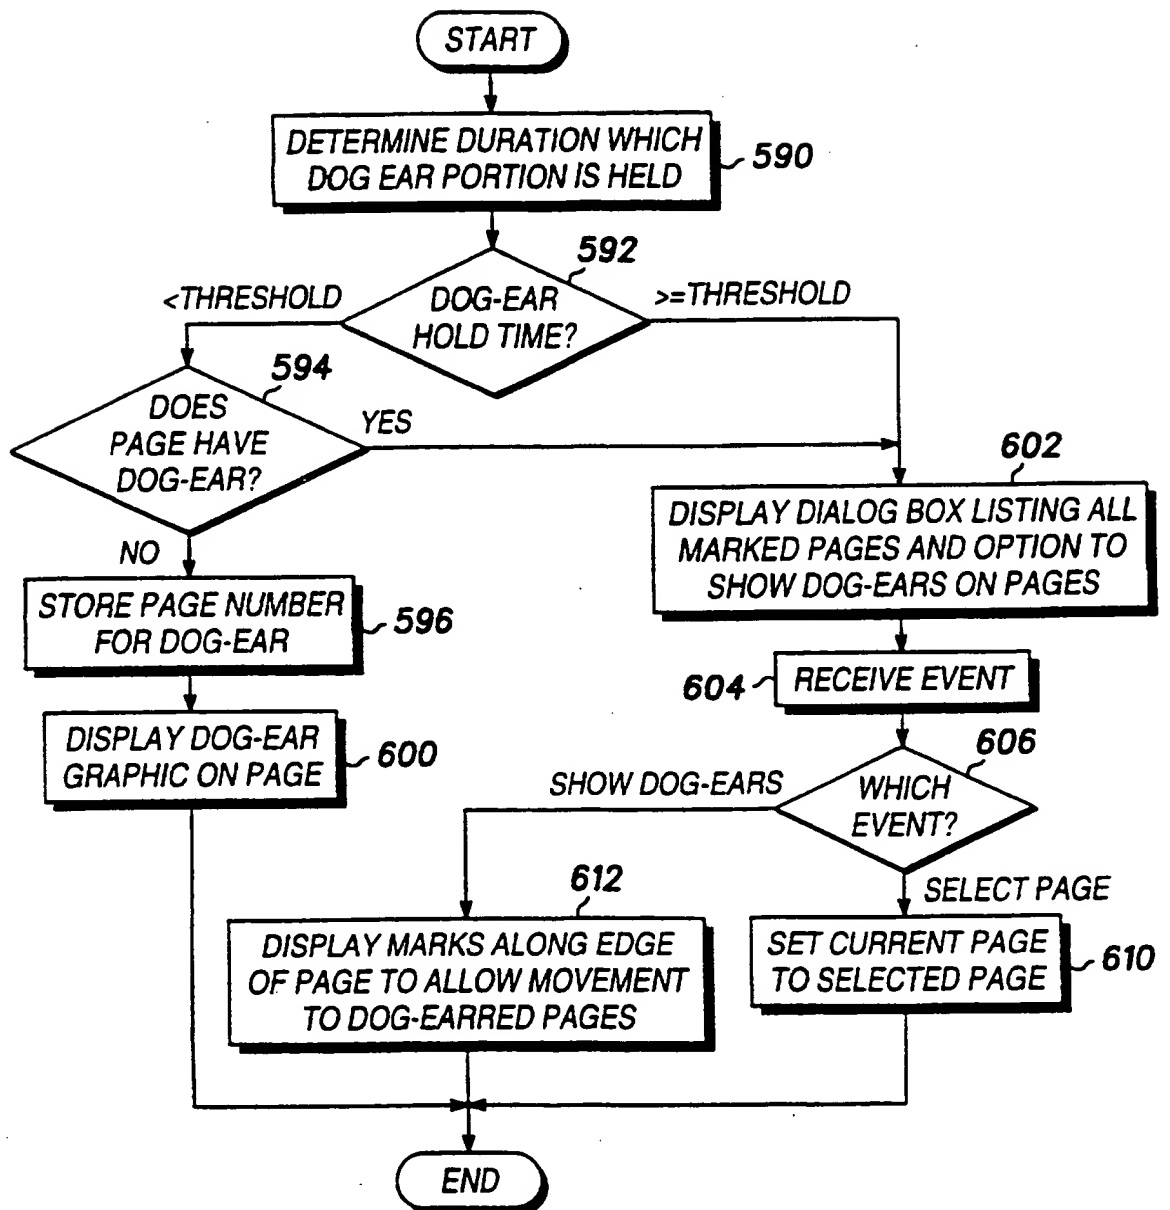 START
DETERMINE DURATION WHICH
DOG EAR PORTION IS HELD
590
592
<THRESHOLD
DOG-EAR
HOLD TIME?
>=THRESHOLD
594
DOES
PAGE HAVE
DOG-EAR?
YES
NO
602
DISPLAY DIALOG BOX LISTING ALL
MARKED PAGES AND OPTION TO
SHOW DOG-EARS ON PAGES
STORE PAGE NUMBER
FOR DOG-EAR
596
604
RECEIVE EVENT
DISPLAY DOG-EAR
GRAPHIC ON PAGE
600
606
SHOW DOG-EARS
WHICH
EVENT?
SELECT PAGE
612
DISPLAY MARKS ALONG EDGE
OF PAGE TO ALLOW MOVEMENT
TO DOG-EARRED PAGES
SET CURRENT PAGE
TO SELECTED PAGE
610
END